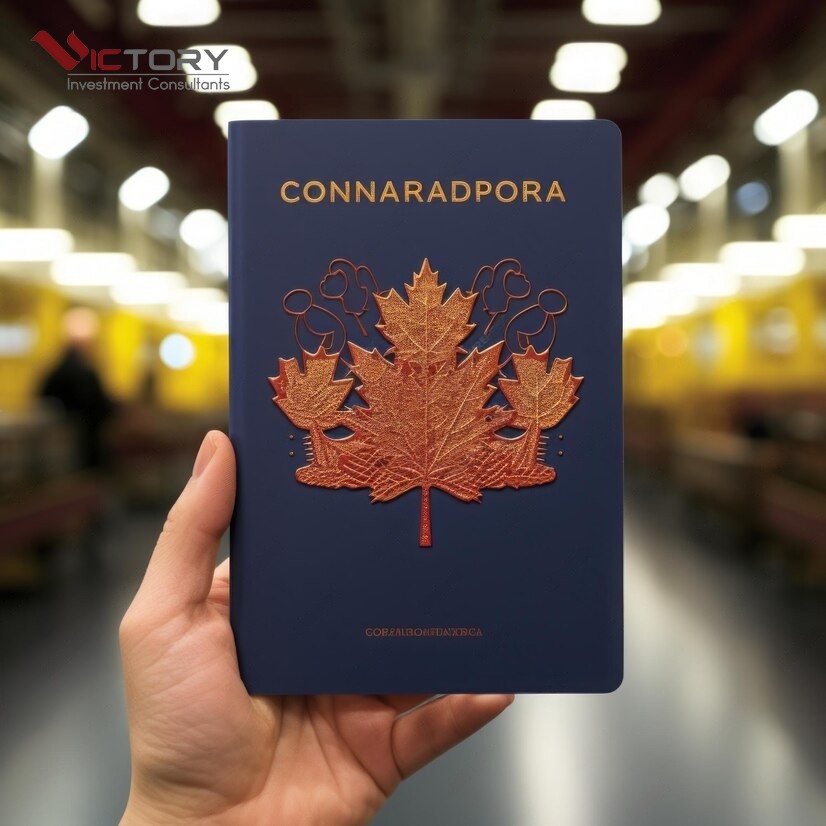 VICTORY
Investment Consultants
CONNARADPORA